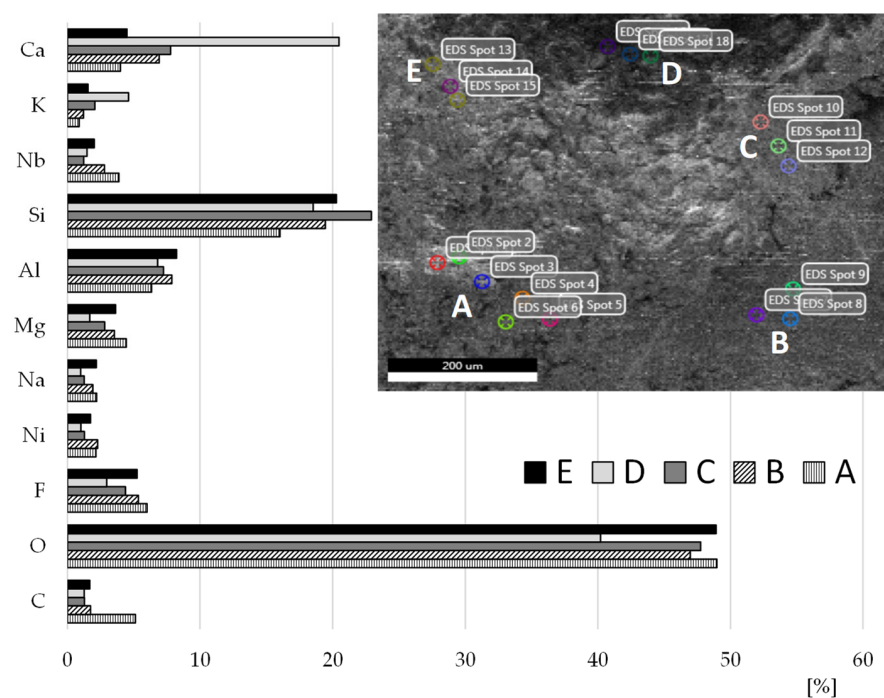 Ca
K
Nb
Si
Al
Mg
Na
Ni
F
O
C
0
10
20
30
40
50
60
[%]
E
D
C
B
A
EDS Spot 13
EDS Spot 14
EDS Spot 15
E
EDS Spot 18
D
EDS Spot 10
EDS Spot 11
EDS Spot 12
C
EDS Spot 2
EDS Spot 3
EDS Spot 4
Spot 5
EDS Spot 6
A
EDS Spot 9
EDS Spot 8
B
200 um